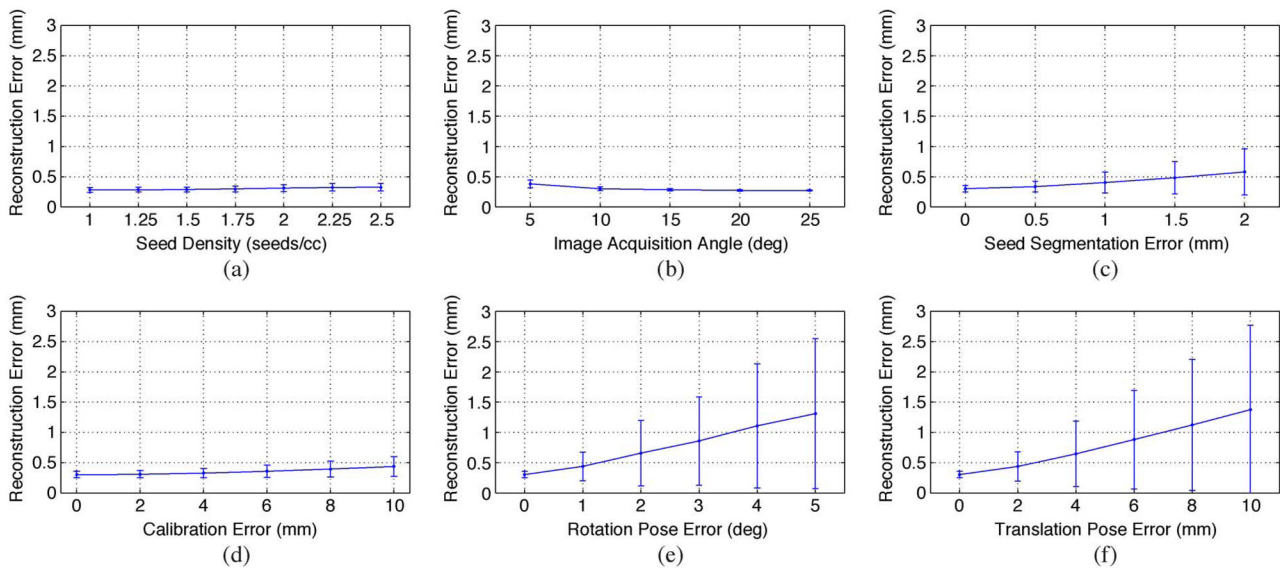 Reconstruction Error (mm)
3
2.5
2
1.5
1
0.5
0
1 1.25 1.5 1.75 2 2.25 2.5
Seed Density (seeds/cc)
(a)
Reconstruction Error (mm)
3
2.5
2
1.5
1
0.5
0
5 10 15 20 25
Image Acquisition Angle (deg)
(b)
Reconstruction Error (mm)
3
2.5
2
1.5
1
0.5
0
0 0.5 1 1.5 2
Seed Segmentation Error (mm)
(c)
Reconstruction Error (mm)
3
2.5
2
1.5
1
0.5
0
0 2 4 6 8 10
Calibration Error (mm)
(d)
Reconstruction Error (mm)
3
2.5
2
1.5
1
0.5
0
0 1 2 3 4 5
Rotation Pose Error (deg)
(e)
Reconstruction Error (mm)
3
2.5
2
1.5
1
0.5
0
0 2 4 6 8 10
Translation Pose Error (mm)
(f)